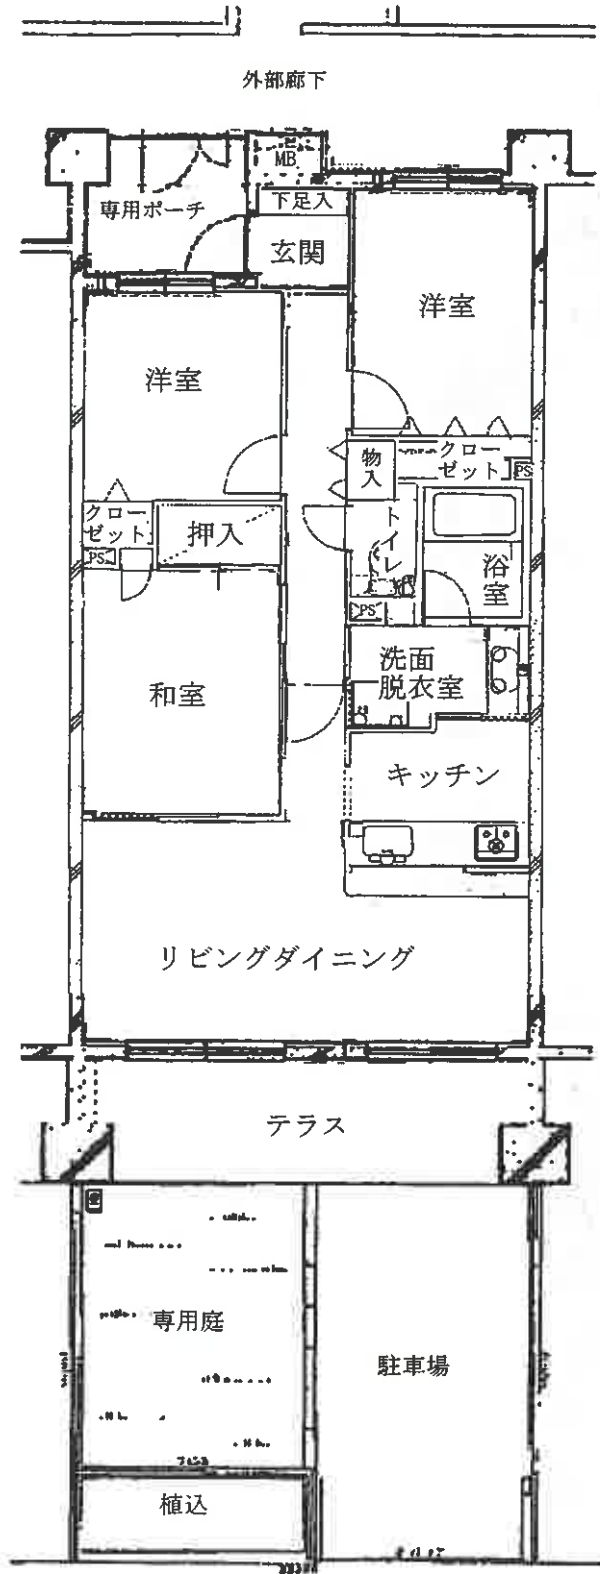 外部廊下
MB
下足入
専用ポーチ
玄関
洋室
洋室
物
入
クロー
ゼット
PS
クロー
ゼット
PS
押入
トイレ
浴
室
PS
洗面
脱衣室
和室
キッチン
リビングダイニング
テラス
専用庭
駐車場
植込